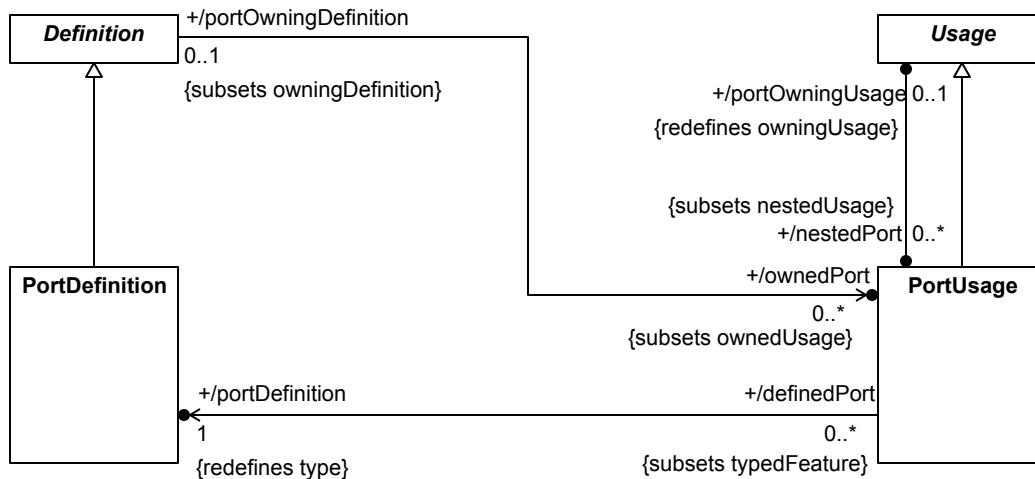 Definition
+/portOwningDefinition
0..1
{subsets owningDefinition}
Usage
+/portOwningUsage 0..1
{redefines owningUsage}
{subsets nestedUsage}
+/nestedPort 0..*
PortDefinition
+/ownedPort
0..*
{subsets ownedUsage}
PortUsage
+/portDefinition
1
{redefines type}
+/definedPort
0..*
{subsets typedFeature}